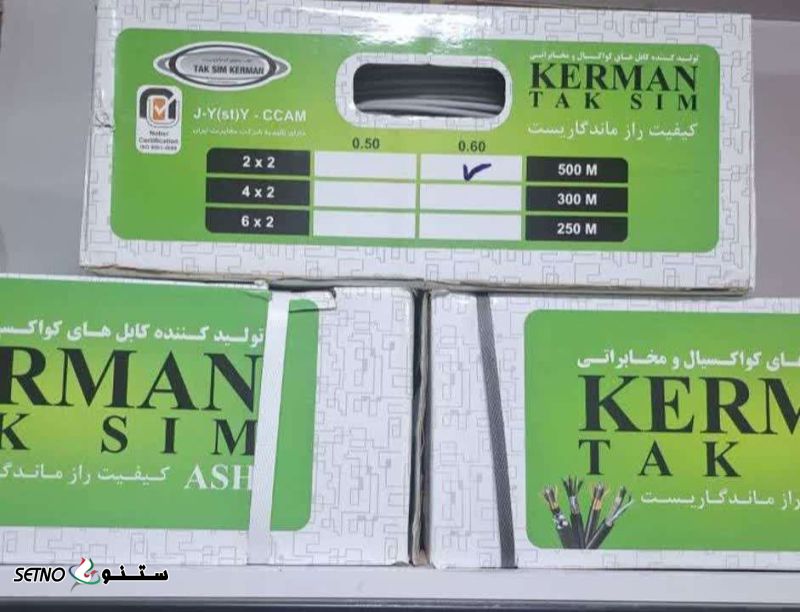 تولید کننده کابل های کواکسیال و مخابراتی
KERMAN
TAK SIM
کیفیت راز ماندگاریست
TAK SIM KERMAN
J-Y(st)Y - CCAM
Certification
0.50
0.60
2 x 2
500 M
4 x 2
300 M
6 x 2
250 M
تولید کننده کابل های کواکس
RMAN
K SIM
کیفیت راز ماندگا
ASH
ای کواکسیال و مخابراتی
KERM
TAK
راز ماندگاریست
SETNO
ستنو